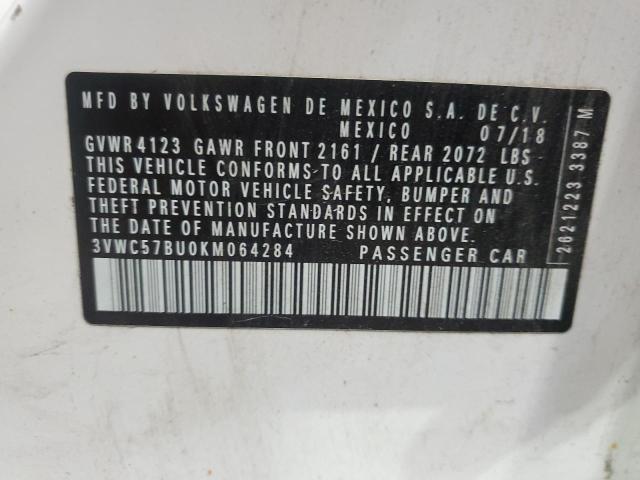 MFD BY VOLKSWAGEN DE MEXICO S.A. DE C.V.
MEXICO 07/18
GVWR 4123 GAWR FRONT 2161 / REAR 2072 LBS
THIS VEHICLE CONFORMS TO ALL APPLICABLE U.S.
FEDERAL MOTOR VEHICLE SAFETY, BUMPER AND
THEFT PREVENTION STANDARDS IN EFFECT ON
THE DATE OF MANUFACTURE SHOWN ABOVE.
3VWC57BU0KM064284 PASSENGER CAR
2621223 3387 M